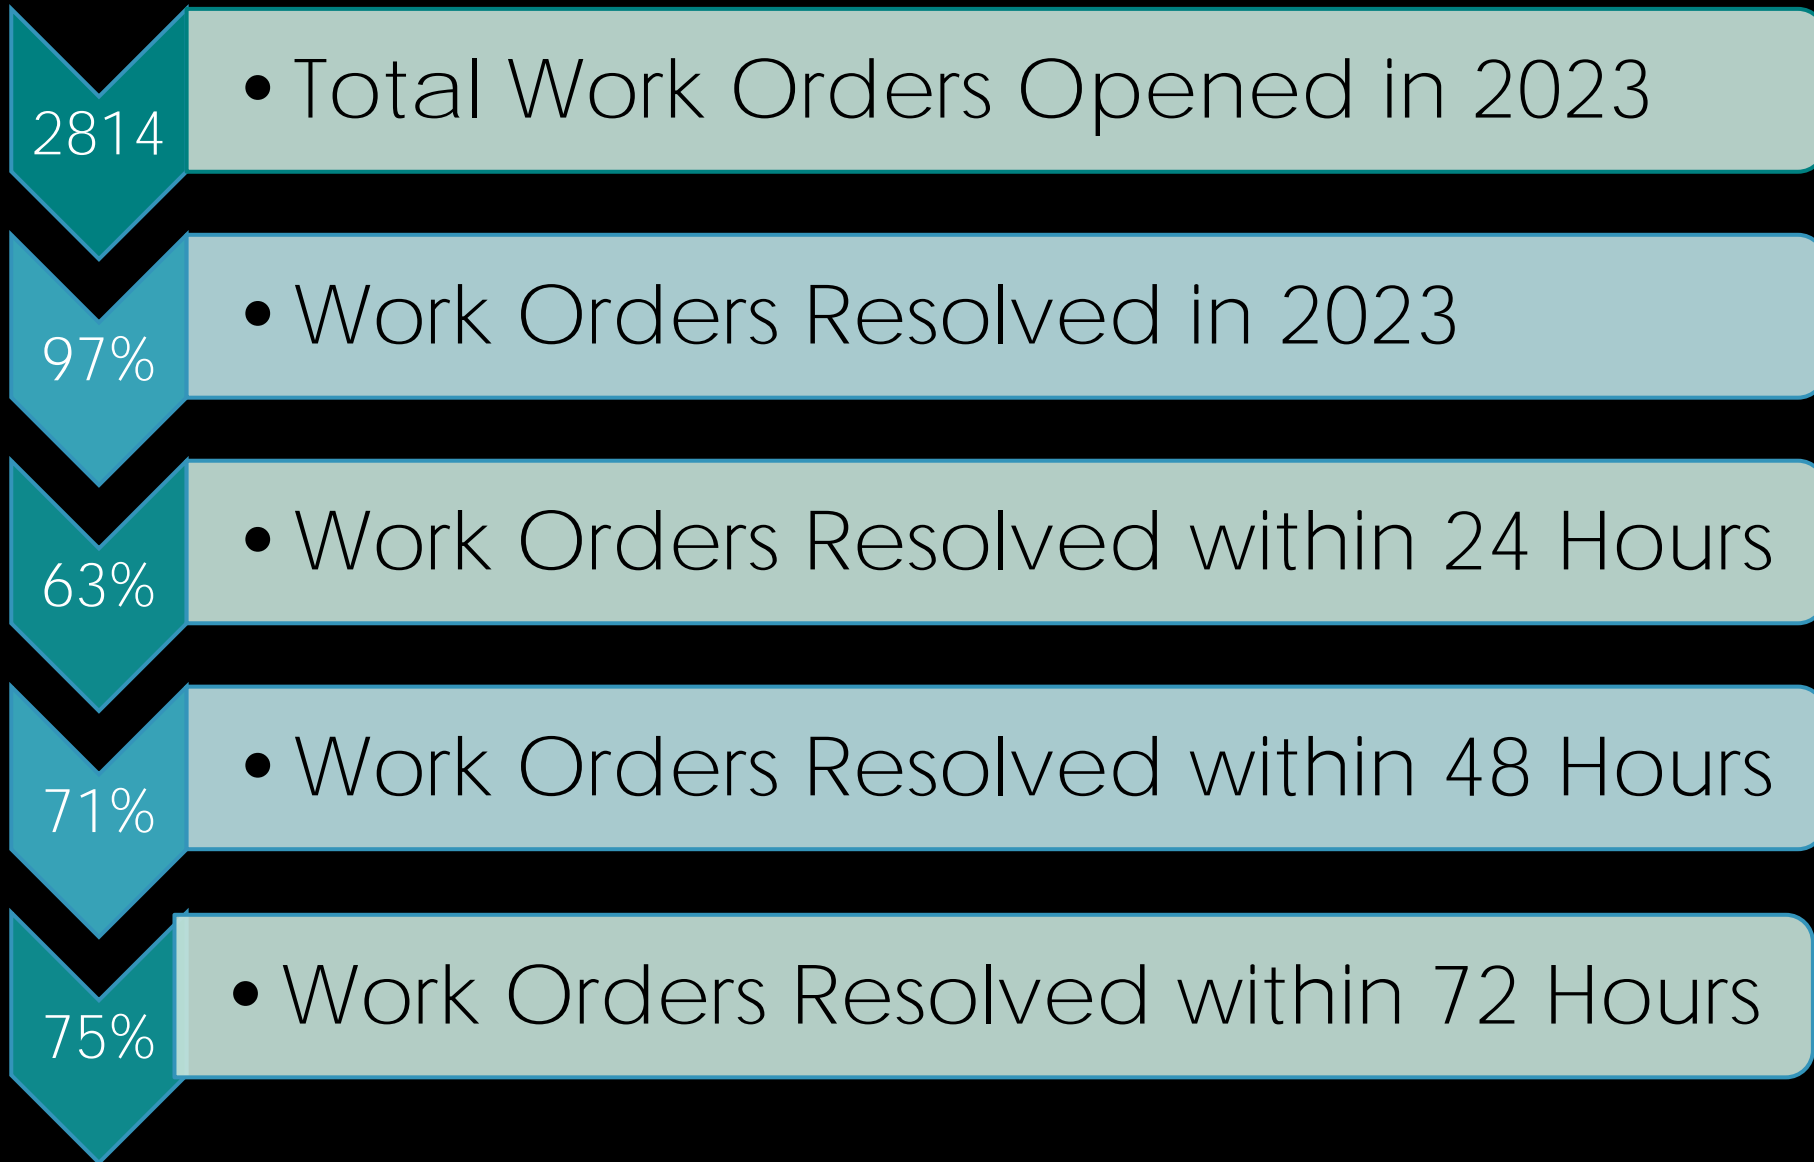 2814
• Total Work Orders Opened in 2023
97%
• Work Orders Resolved in 2023
63%
• Work Orders Resolved within 24 Hours
71%
• Work Orders Resolved within 48 Hours
75%
• Work Orders Resolved within 72 Hours